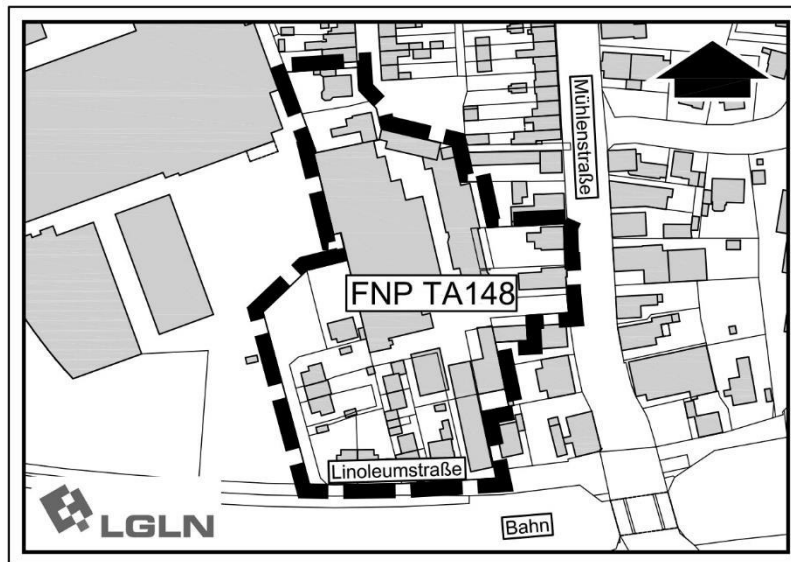 Mühlenstraße
FNP TA148
Linoleumstraße
LGLN
Bahn